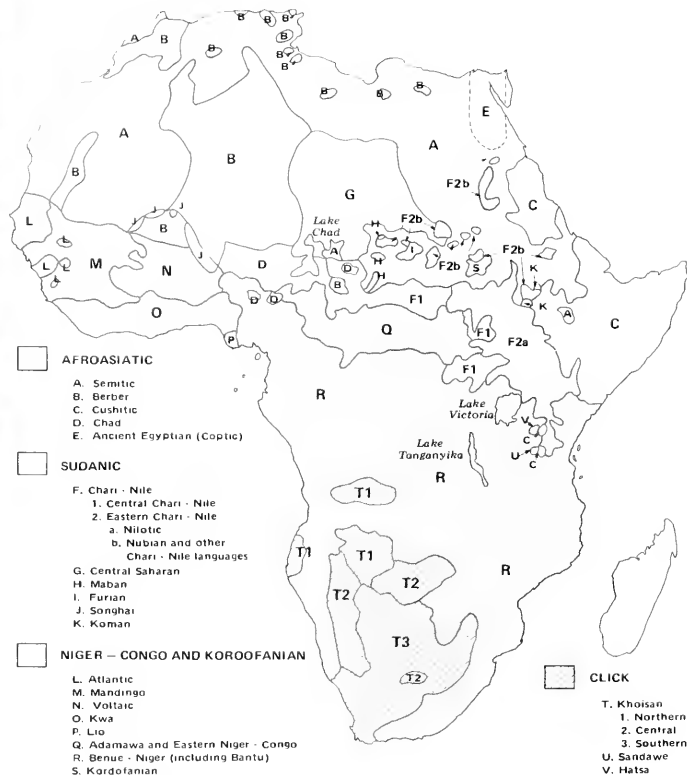 B B B
A B B B
B
B
B B B E
A B A
B F2b
G C
L J J J Lake
Chad H F2b
B A I F2b
L M N J D D H F2b S K
L L B H K
L D D F1 A C
O Q F1 F2a
P F1
R Lake
Victoria
V
C
Lake
Tanganyika U
C
R
T1
T1 T1
T2 T2 R
T3
T2
AFROASIATIC
A. Semitic
B. Berber
C. Cushitic
D. Chad
E. Ancient Egyptian (Coptic)
SUDANIC
F. Chari - Nile
1. Central Chari - Nile
2. Eastern Chari - Nile
a. Nilotic
b. Nubian and other
Chari - Nile languages
G. Central Saharan
H. Maban
I. Furian
J. Songhai
K. Koman
NIGER – CONGO AND KOROOFANIAN
L. Atlantic
M. Mandingo
N. Voltaic
O. Kwa
P. Lio
Q. Adamawa and Eastern Niger - Congo
R. Benue - Niger (including Bantu)
S. Kordofanian
CLICK
T. Khoisan
1. Northern
2. Central
3. Southern
U. Sandawe
V. Hatsa